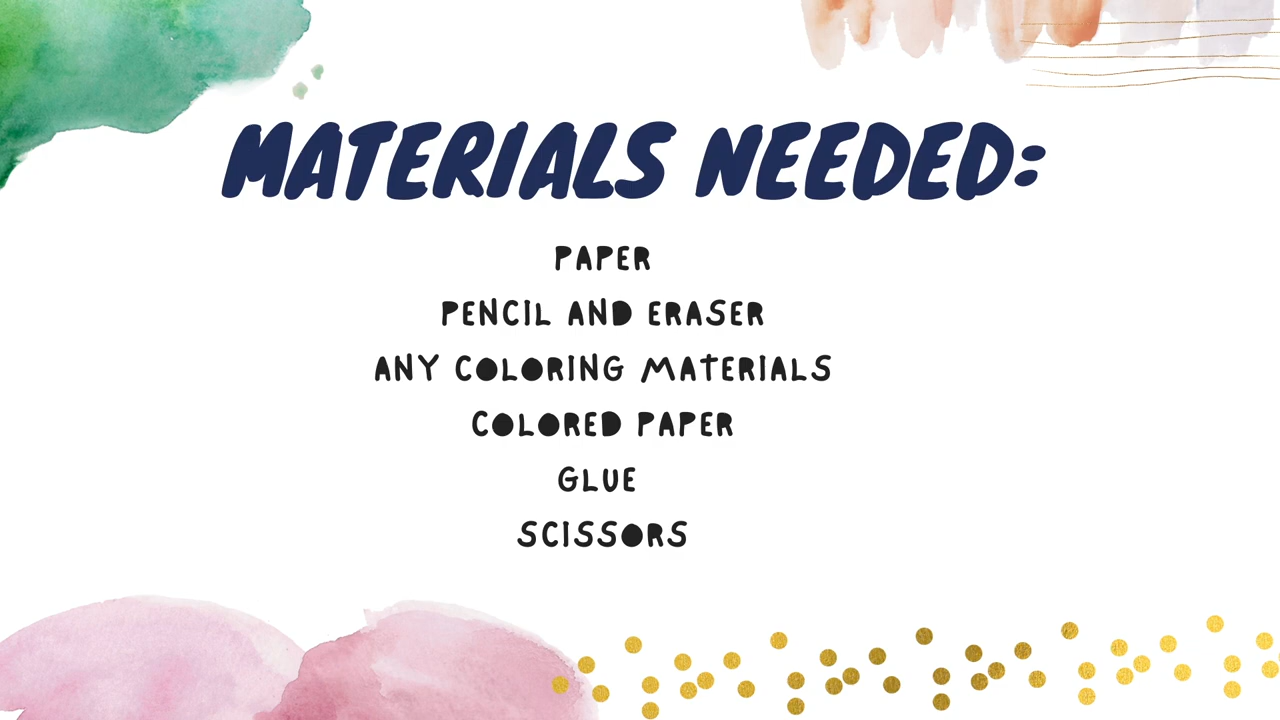 MATERIALS NEEDED:
PAPER
PENCIL AND ERASER
ANY COLORING MATERIALS
COLORED PAPER
GLUE
SCISSORS